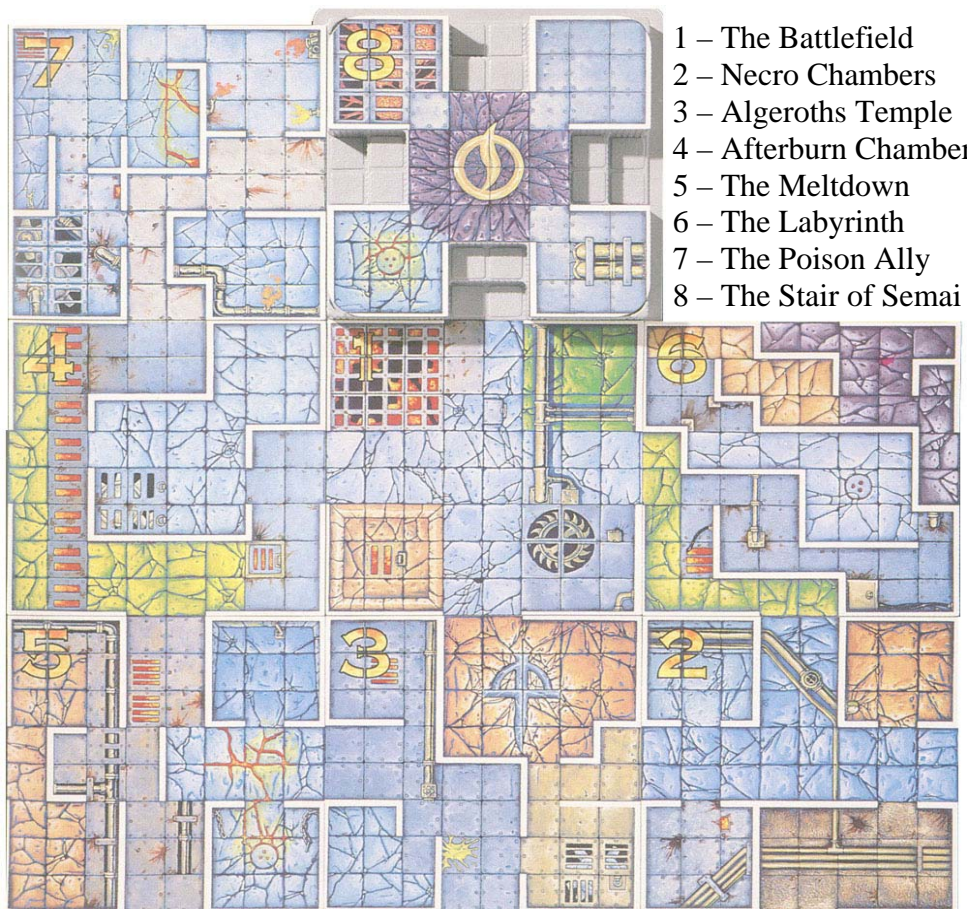 1 – The Battlefield
2 – Necro Chambers
3 – Algeroths Temple
4 – Afterburn Chamber
5 – The Meltdown
6 – The Labyrinth
7 – The Poison Ally
8 – The Stair of Semai
7
8
4
1
6
5
3
2